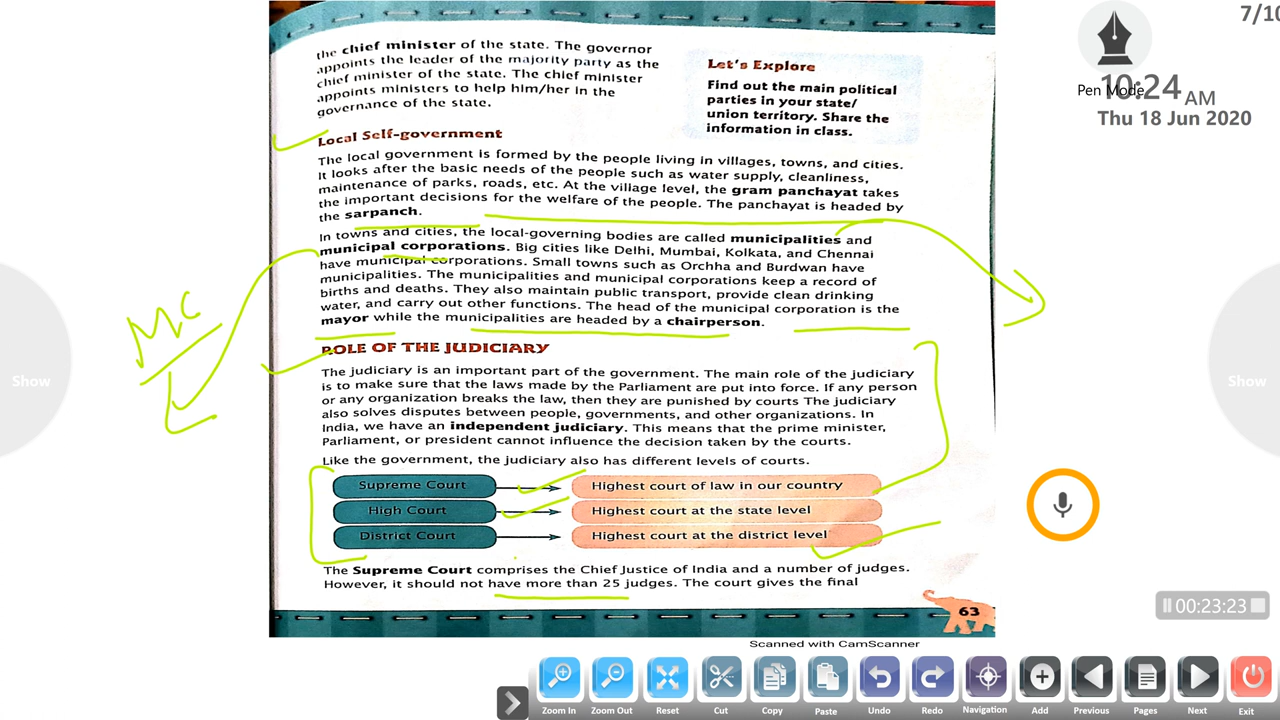 the chief minister of the state. The governor
appoints the leader of the majority party as the
chief minister of the state. The chief minister
appoints ministers to help him/her in the
governance of the state.
Let's Explore
Find out the main political
parties in your state/
union territory. Share the
information in class.
Local Self-government
The local government is formed by the people living in villages, towns, and cities.
It looks after the basic needs of the people such as water supply, cleanliness,
maintenance of parks, roads, etc. At the village level, the gram panchayat takes
the important decisions for the welfare of the people. The panchayat is headed by
the sarpanch.
In towns and cities, the local-governing bodies are called municipalities and
municipal corporations. Big cities like Delhi, Mumbai, Kolkata, and Chennai
have municipal corporations. Small towns such as Orchha and Burdwan have
municipalities. The municipalities and municipal corporations keep a record of
births and deaths. They also maintain public transport, provide clean drinking
water, and carry out other functions. The head of the municipal corporation is the
mayor while the municipalities are headed by a chairperson.
MC
ROLE OF THE JUDICIARY
The judiciary is an important part of the government. The main role of the judiciary
is to make sure that the laws made by the Parliament are put into force. If any person
or any organization breaks the law, then they are punished by courts The judiciary
also solves disputes between people, governments, and other organizations. In
India, we have an independent judiciary. This means that the prime minister,
Parliament, or president cannot influence the decision taken by the courts.
Like the government, the judiciary also has different levels of courts.
Supreme Court Highest court of law in our country
High Court Highest court at the state level
District Court Highest court at the district level
The Supreme Court comprises the Chief Justice of India and a number of judges.
However, it should not have more than 25 judges. The court gives the final
63
Scanned with CamScanner
7/10
Pen Mode
10:24 AM
Thu 18 Jun 2020
Show
Show
00:23:23
Zoom In Zoom Out Reset Cut Copy Paste Undo Redo Navigation Add Previous Pages Next Exit